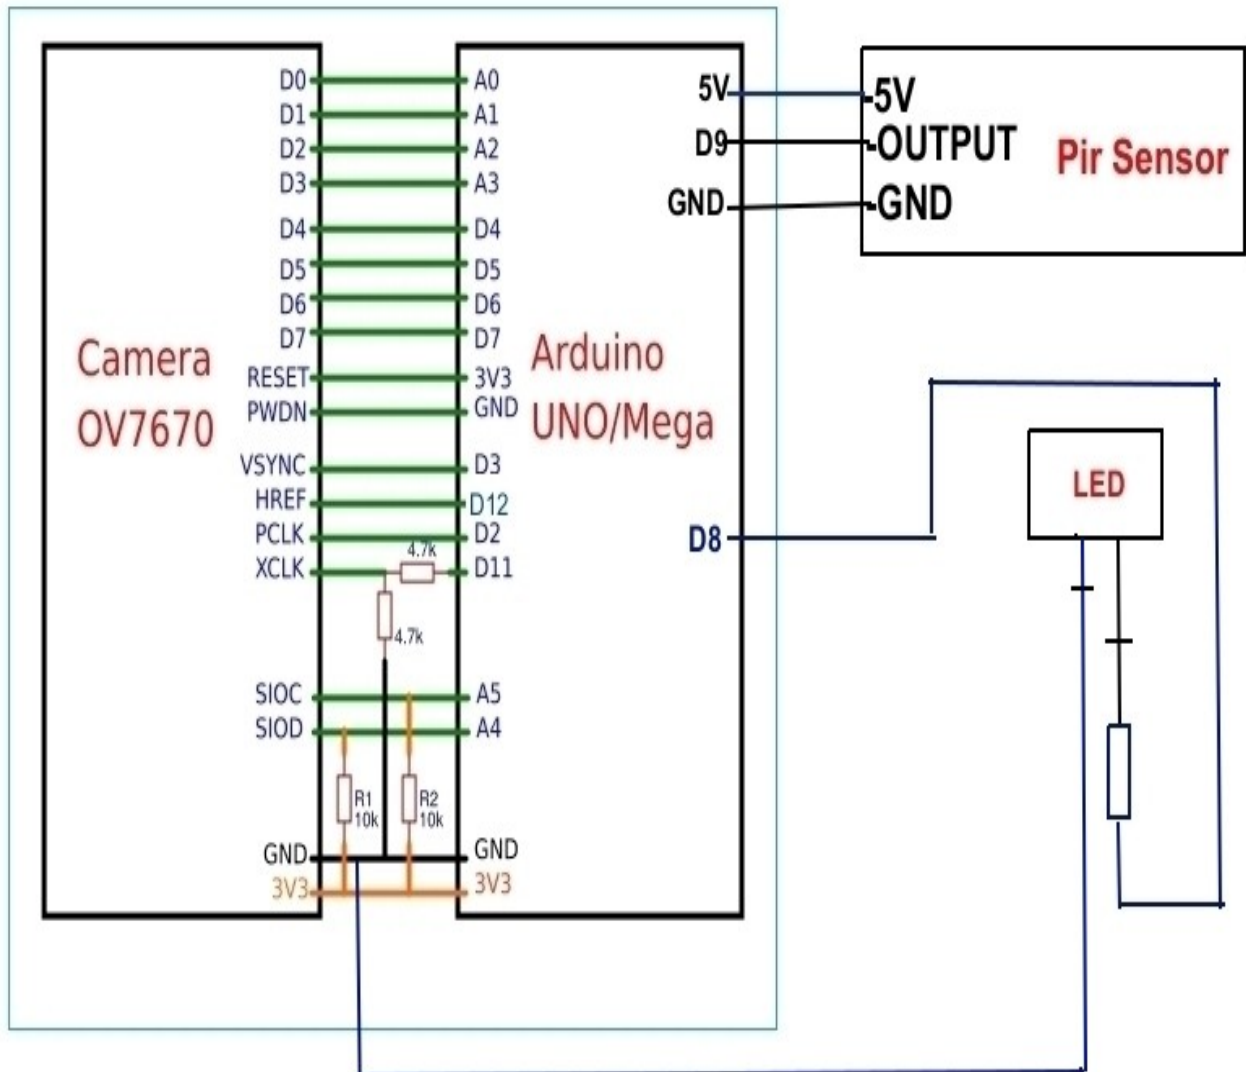 D0 A0
D1 A1
D2 A2
D3 A3
D4 D4
D5 D5
D6 D6
D7 D7
RESET 3V3
PWDN GND
VSYNC D3
HREF D12
PCLK D2
4.7k
XCLK D11
4.7k
SIOC A5
SIOD A4
R1 R2
10k 10k
GND GND
3V3 3V3
Camera
OV7670
Arduino
UNO/Mega
5V
D9
GND
D8
-5V
-OUTPUT
-GND
Pir Sensor
LED